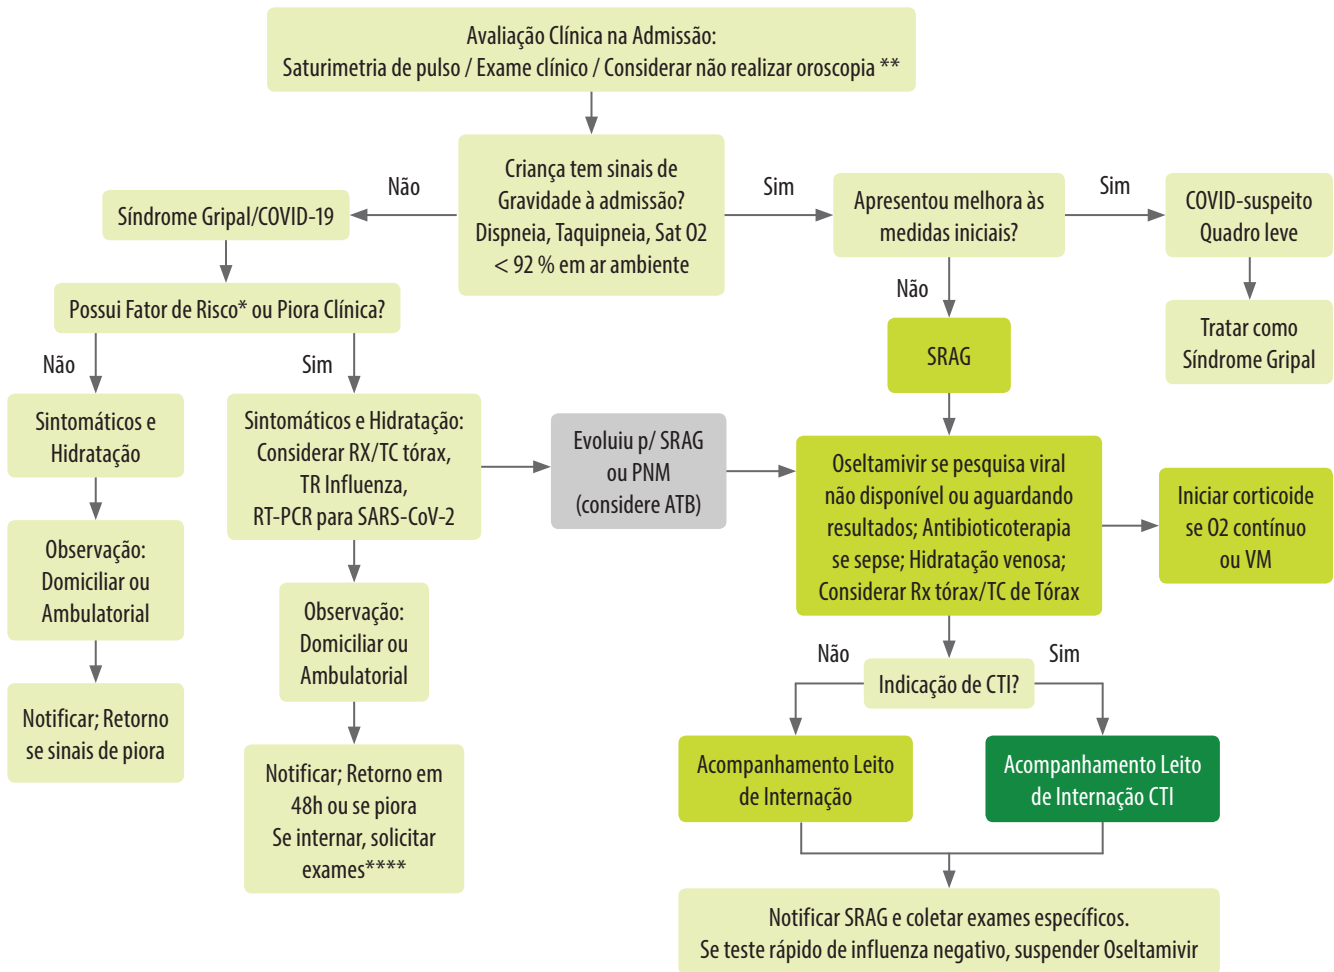 Avaliação Clínica na Admissão:
Saturimetria de pulso / Exame clínico / Considerar não realizar oroscopia **
Criança tem sinais de
Gravidade à admissão?
Dispneia, Taquipneia, Sat O2
< 92 % em ar ambiente
Não
Sim
Síndrome Gripal/COVID-19
Apresentou melhora às
medidas iniciais?
Sim
COVID-suspeito
Quadro leve
Não
Tratar como
Síndrome Gripal
Possui Fator de Risco* ou Piora Clínica?
Não
Sim
SRAG
Sintomáticos e
Hidratação
Sintomáticos e Hidratação:
Considerar RX/TC tórax,
TR Influenza,
RT-PCR para SARS-CoV-2
Evoluiu p/ SRAG
ou PNM
(considere ATB)
Oseltamivir se pesquisa viral
não disponível ou aguardando
resultados; Antibioticoterapia
se sepse; Hidratação venosa;
Considerar Rx tórax/TC de Tórax
Iniciar corticoide
se O2 contínuo
ou VM
Observação:
Domiciliar ou
Ambulatorial
Observação:
Domiciliar ou
Ambulatorial
Não
Sim
Indicação de CTI?
Notificar; Retorno
se sinais de piora
Notificar; Retorno em
48h ou se piora
Se internar, solicitar
exames****
Acompanhamento Leito
de Internação
Acompanhamento Leito
de Internação CTI
Notificar SRAG e coletar exames específicos.
Se teste rápido de influenza negativo, suspender Oseltamivir